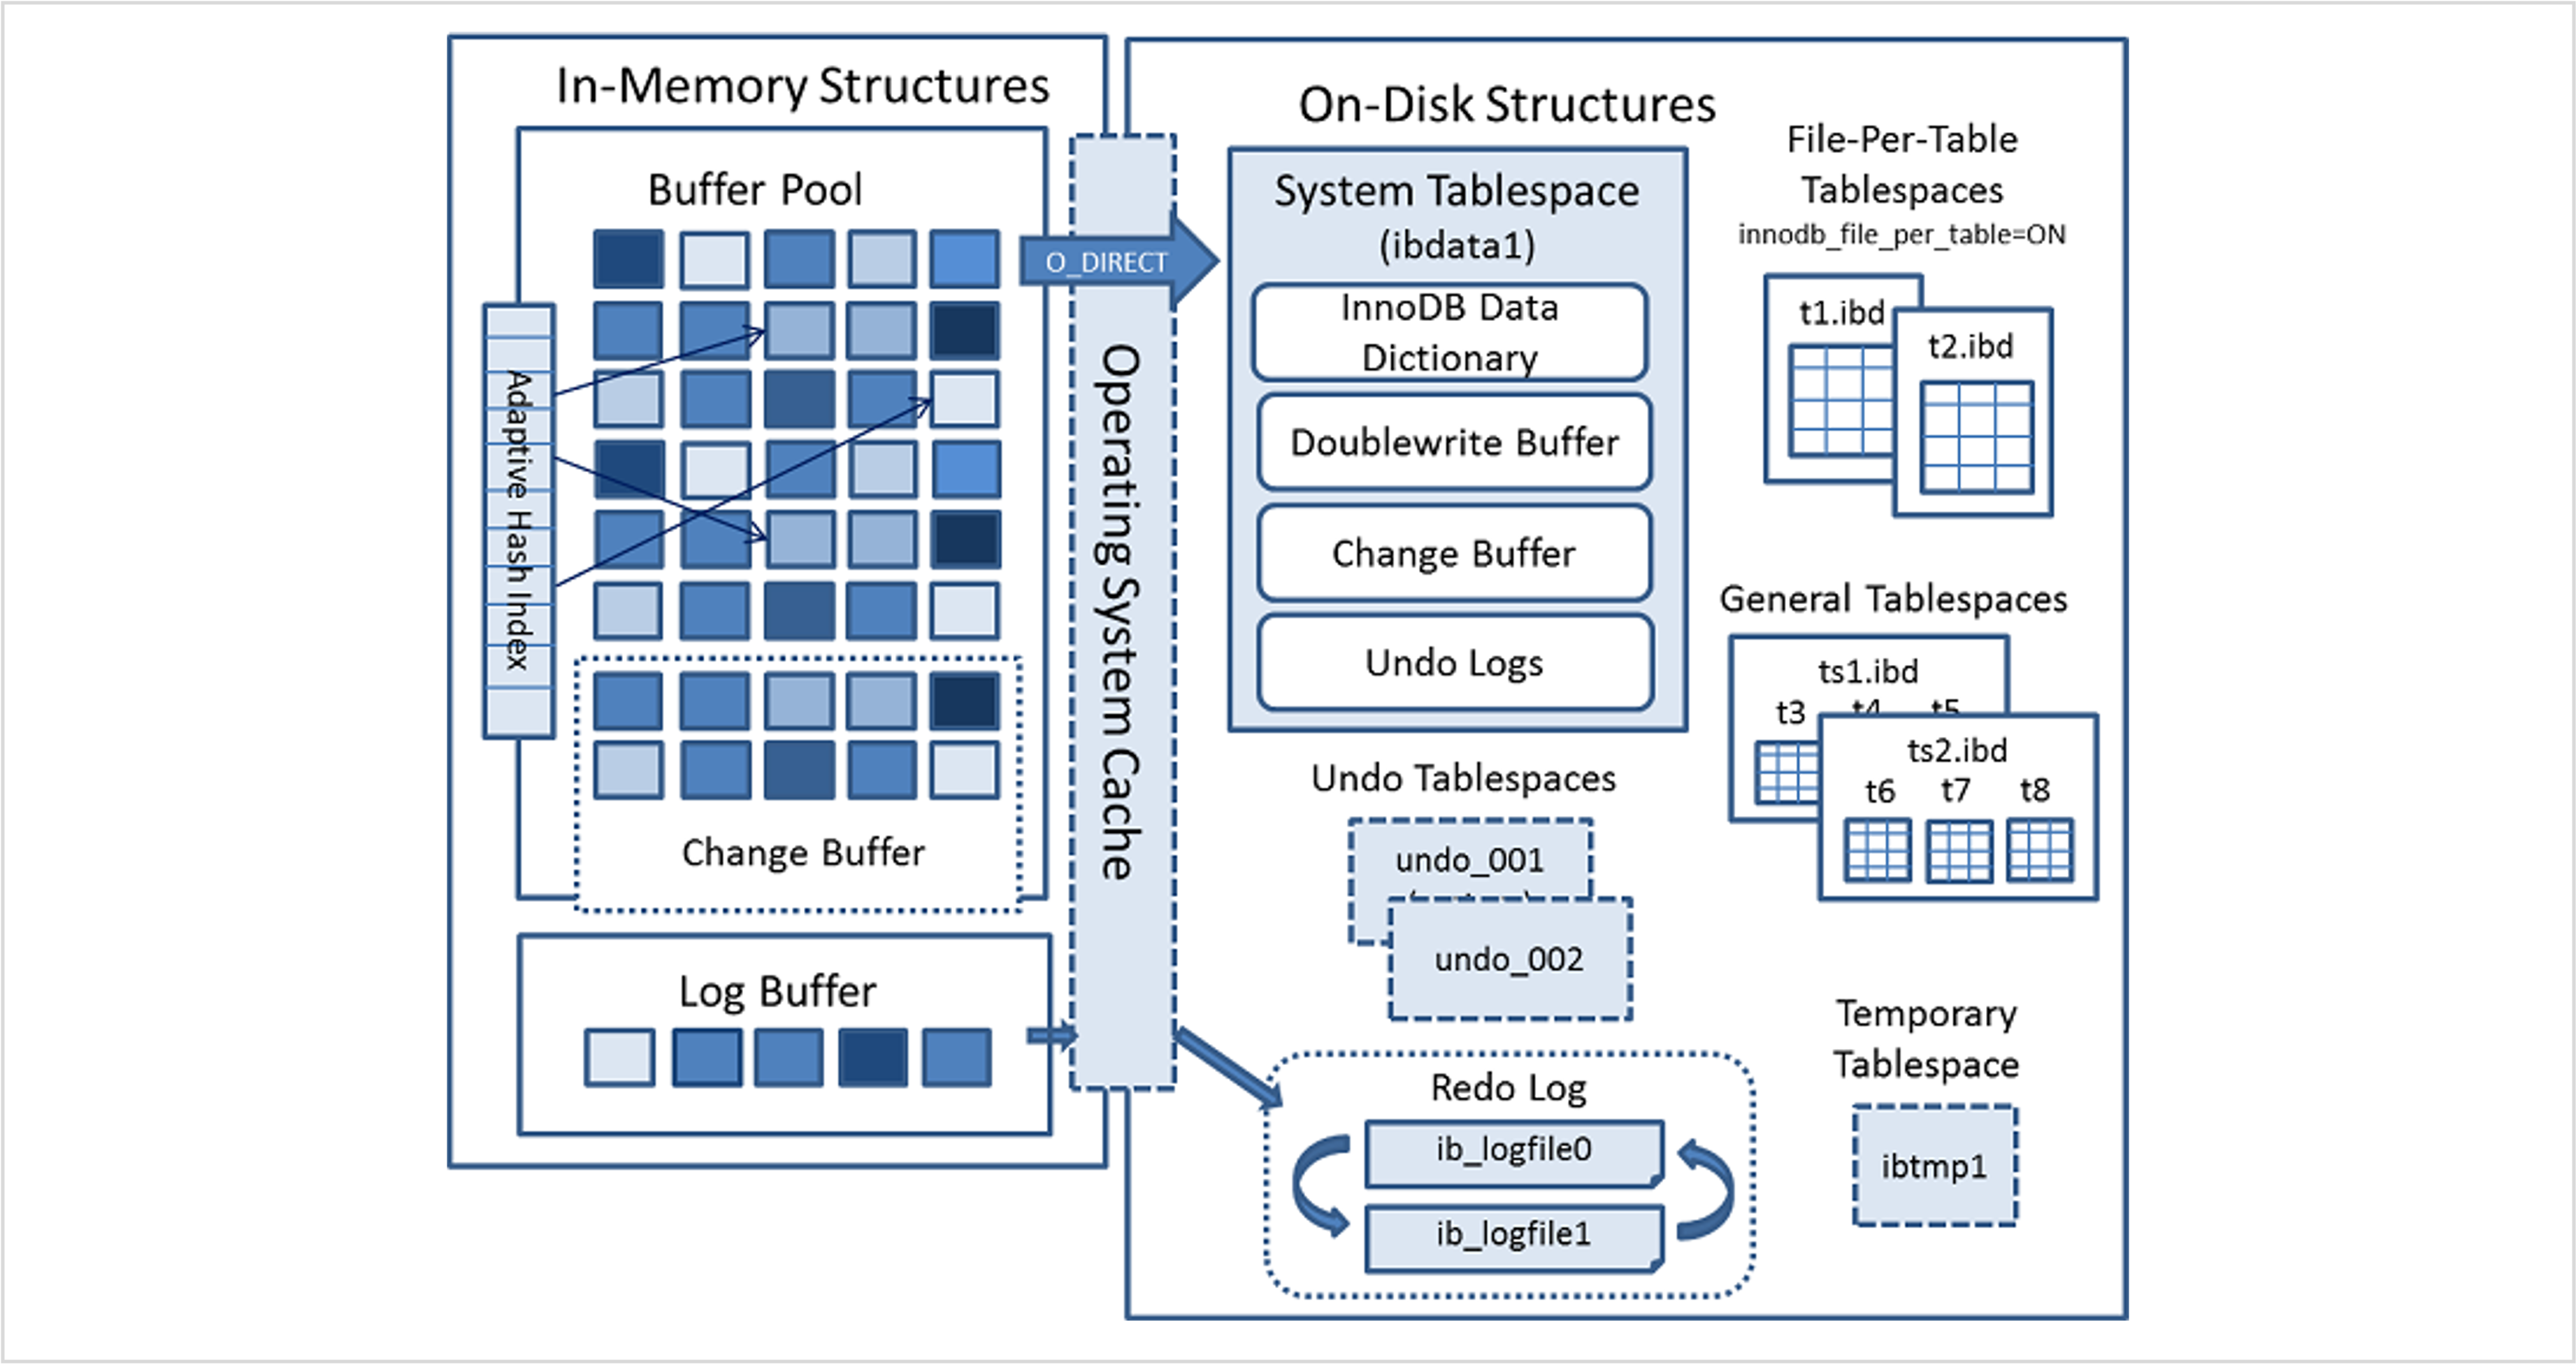 In-Memory Structures
Buffer Pool
Adaptive Hash Index
Change Buffer
Log Buffer
O_DIRECT
Operating System Cache
On-Disk Structures
System Tablespace
(ibdata1)
InnoDB Data
Dictionary
Doublewrite Buffer
Change Buffer
Undo Logs
Undo Tablespaces
undo_001
undo_002
Redo Log
ib_logfile0
ib_logfile1
File-Per-Table
Tablespaces
innodb_file_per_table=ON
t1.ibd
t2.ibd
General Tablespaces
ts1.ibd
t3 t4 t5
ts2.ibd
t6 t7 t8
Temporary
Tablespace
ibtmp1